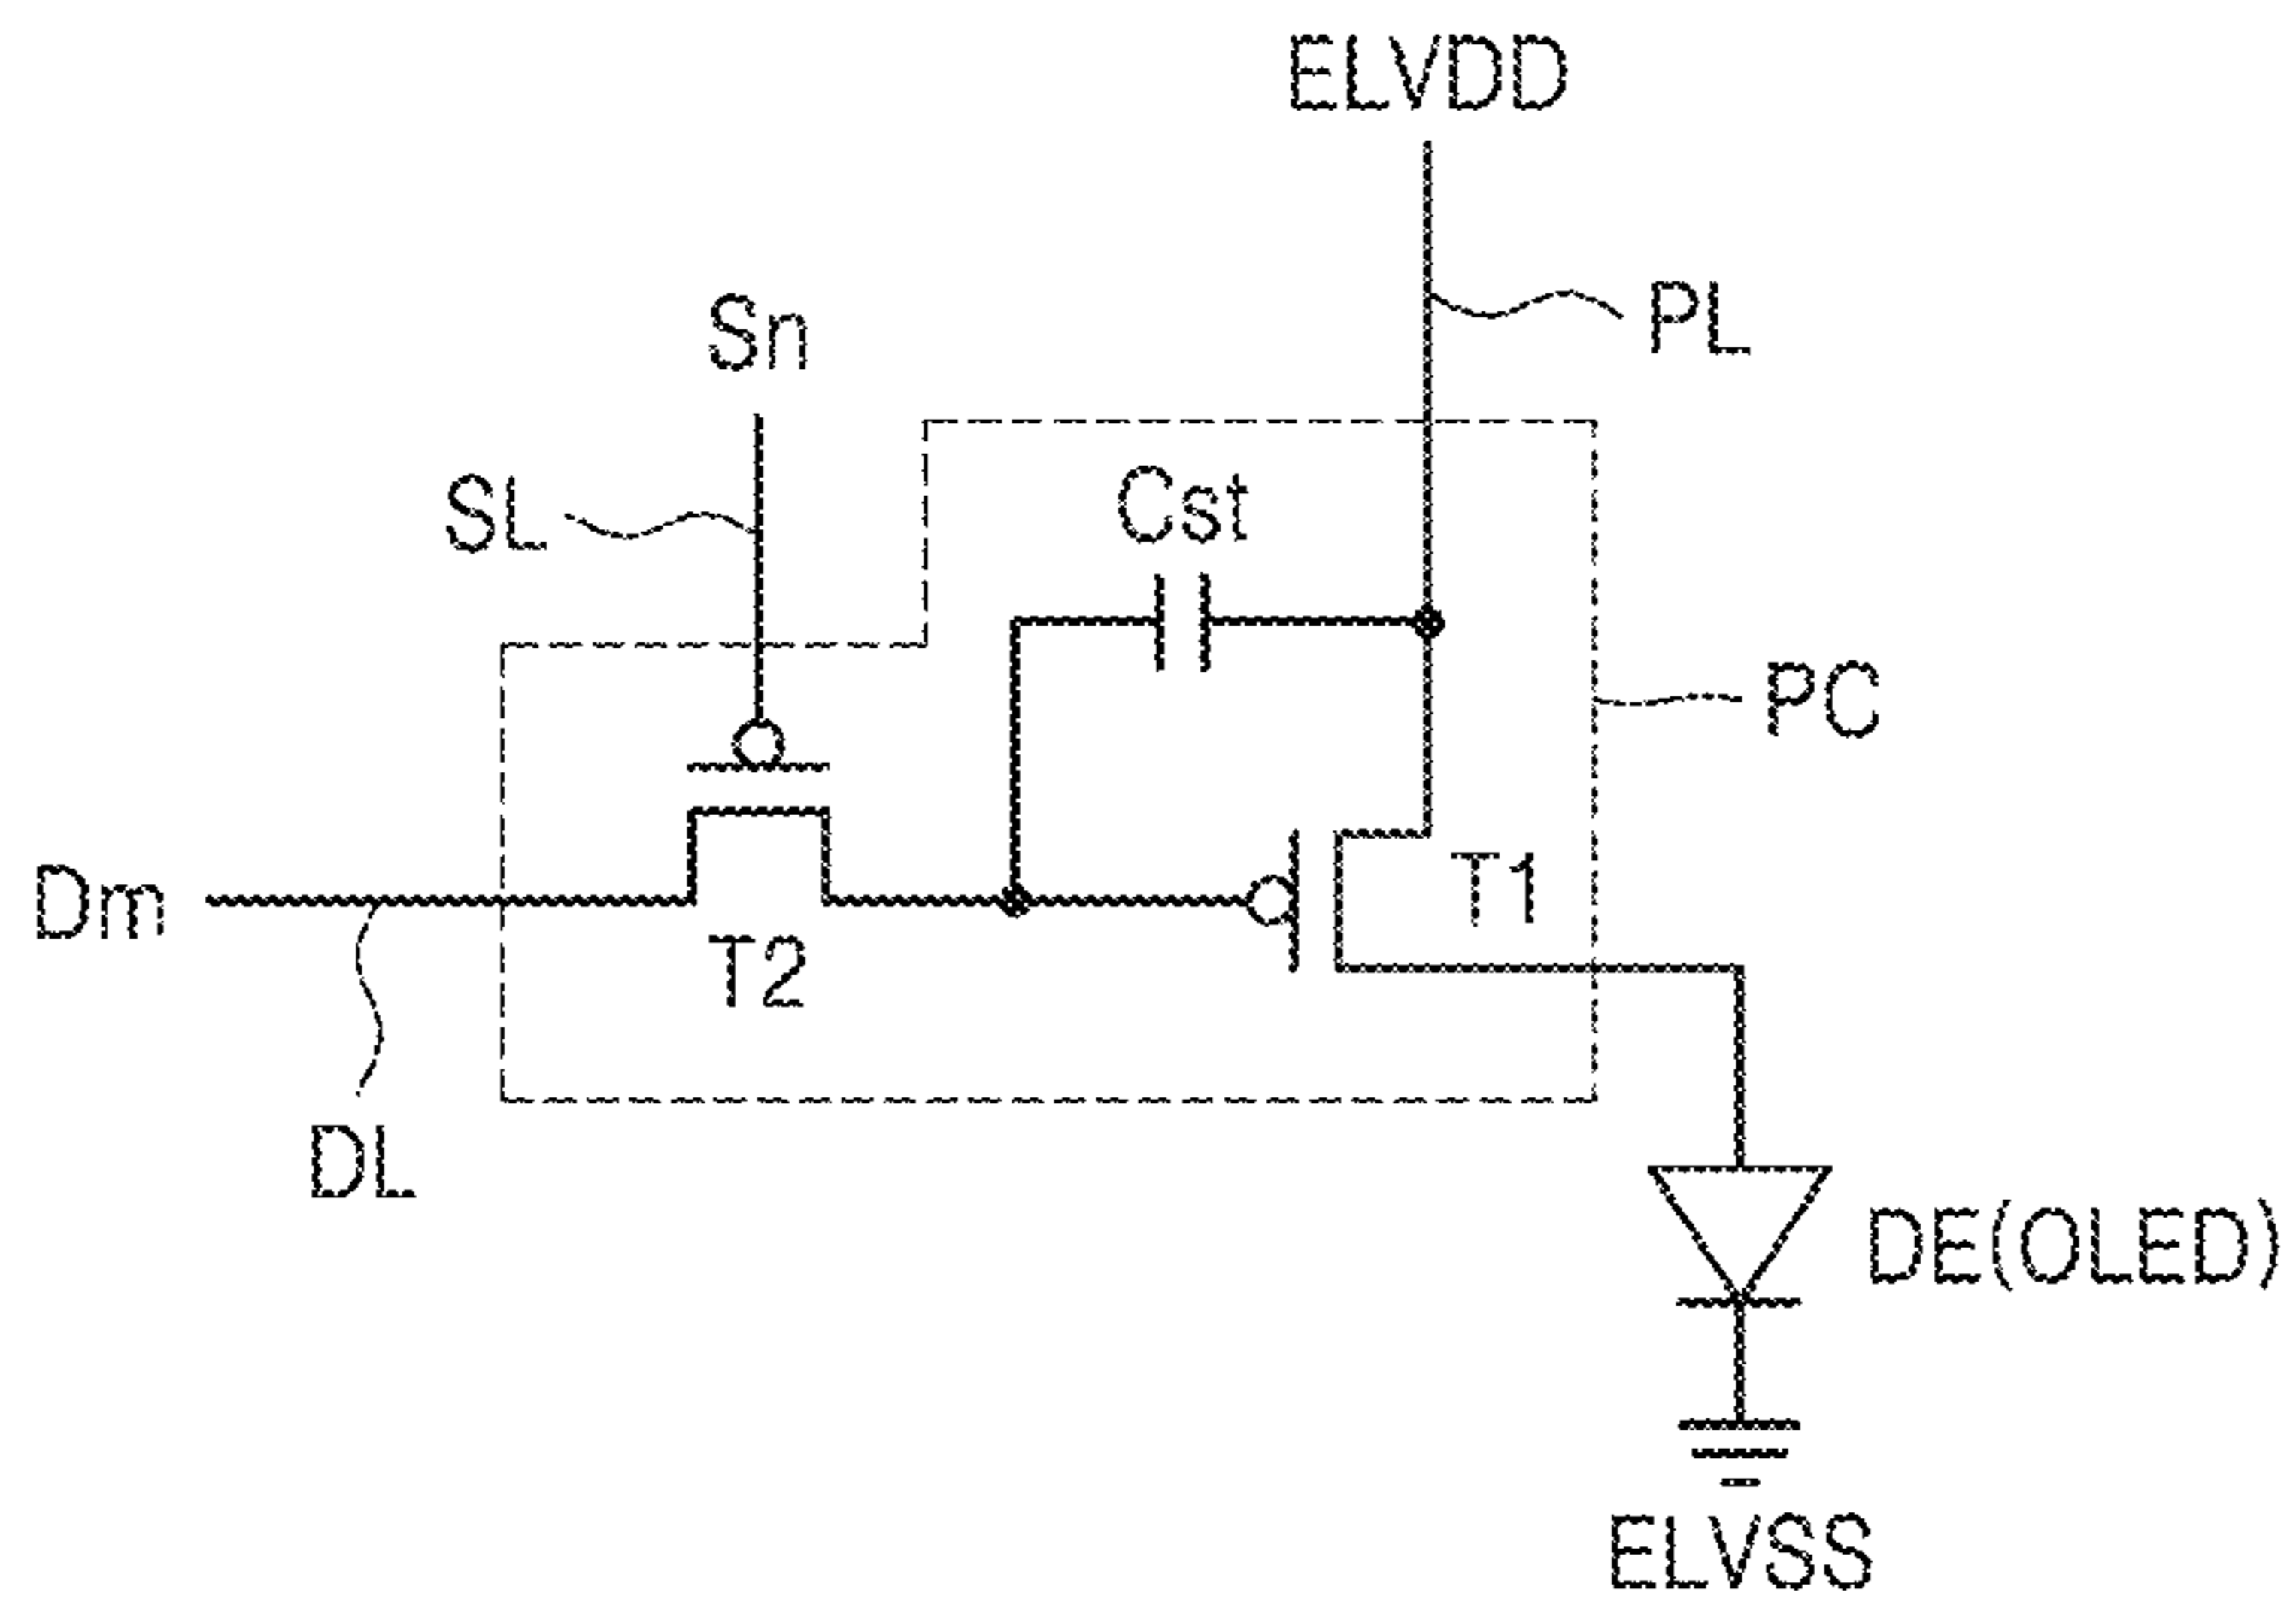 ELVDD
PL
Sn
SL
Cst
PC
T1
Dm
T2
DL
DE(OLED)
ELVSS